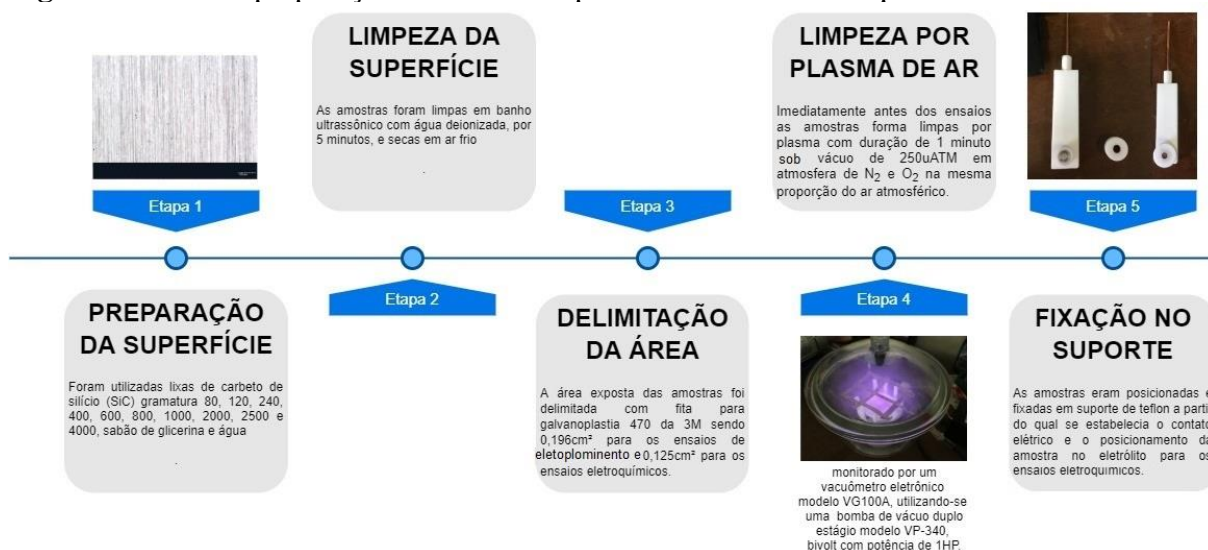 LIMPEZA DA
SUPERFÍCIE
As amostras foram limpas em banho
ultrassônico com água deionizada, por
5 minutos, e secas em ar frio
.
LIMPEZA POR
PLASMA DE AR
Imediatamente antes dos ensaios
as amostras forma limpas por
plasma com duração de 1 minuto
sob vácuo de 250uATM em
atmosfera de N₂ e O₂ na mesma
proporção do ar atmosférico.
Etapa 1
Etapa 3
Etapa 5
Etapa 2
Etapa 4
PREPARAÇÃO
DA SUPERFÍCIE
Foram utilizadas lixas de carbeto de
silício (SiC) gramatura 80, 120, 240,
400, 600, 800, 1000, 2000, 2500 e
4000, sabão de glicerina e água
.
DELIMITAÇÃO
DA ÁREA
A área exposta das amostras foi
delimitada com fita para
galvanoplastia 470 da 3M sendo
0,196cm² para os ensaios de
eletoplominento e 0,125cm² para os
ensaios eletroquímicos.
monitorado por um
vacuômetro eletrônico
modelo VG100A, utilizando-se
uma bomba de vácuo duplo
estágio modelo VP-340,
bivolt com potência de 1HP.
FIXAÇÃO NO
SUPORTE
As amostras eram posicionadas e
fixadas em suporte de teflon a parti
do qual se estabelecia o contato
elétrico e o posicionamento da
amostra no eletrólito para os
ensaios eletroquímicos.